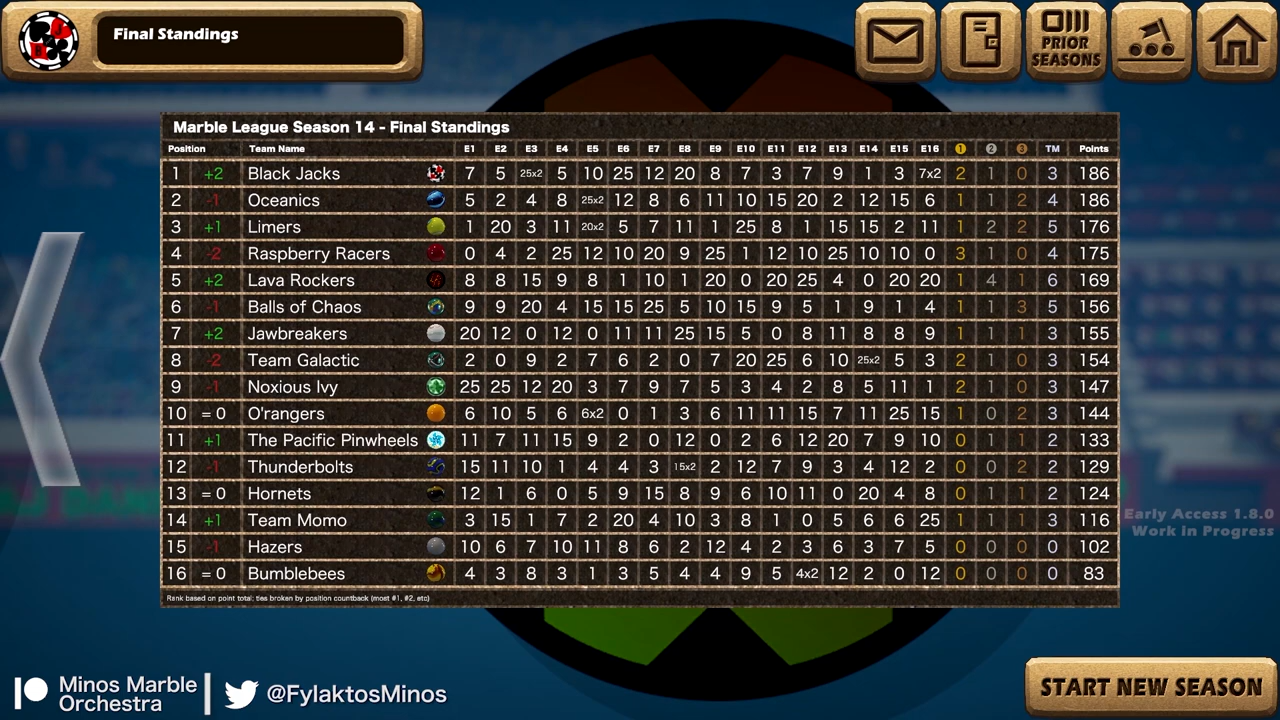 Final Standings
PRIOR
SEASONS
Marble League Season 14 - Final Standings
Position Team Name E1 E2 E3 E4 E5 E6 E7 E8 E9 E10 E11 E12 E13 E14 E15 E16 1 2 3 TM Points
1 +2 Black Jacks 7 5 25x2 5 10 25 12 20 8 7 3 7 9 1 3 7x2 2 1 0 3 186
2 -1 Oceanics 5 2 4 8 25x2 12 8 6 11 10 15 20 2 12 15 6 1 1 2 4 186
3 +1 Limers 1 20 3 11 20x2 5 7 11 1 25 8 1 15 15 2 11 1 2 2 5 176
4 -2 Raspberry Racers 0 4 2 25 12 10 20 9 25 1 12 10 25 10 10 0 3 1 0 4 175
5 +2 Lava Rockers 8 8 15 9 8 1 10 1 20 0 20 25 4 0 20 20 1 4 1 6 169
6 -1 Balls of Chaos 9 9 20 4 15 15 25 5 10 15 9 5 1 9 1 4 1 1 3 5 156
7 +2 Jawbreakers 20 12 0 12 0 11 11 25 15 5 0 8 11 8 8 9 1 1 1 3 155
8 -2 Team Galactic 2 0 9 2 7 6 2 0 7 20 25 6 10 25x2 5 3 2 1 0 3 154
9 -1 Noxious Ivy 25 25 12 20 3 7 9 7 5 3 4 2 8 5 11 1 2 1 0 3 147
10 = 0 O'rangers 6 10 5 6 6x2 0 1 3 6 11 11 15 7 11 25 15 1 0 2 3 144
11 +1 The Pacific Pinwheels 11 7 11 15 9 2 0 12 0 2 6 12 20 7 9 10 0 1 1 2 133
12 -1 Thunderbolts 15 11 10 1 4 4 3 15x2 2 12 7 9 3 4 12 2 0 0 2 2 129
13 = 0 Hornets 12 1 6 0 5 9 15 8 9 6 10 11 0 20 4 8 0 1 1 2 124
14 +1 Team Momo 3 15 1 7 2 20 4 10 3 8 1 0 5 6 6 25 1 1 1 3 116
15 -1 Hazers 10 6 7 10 11 8 6 2 12 4 2 3 6 3 7 5 0 0 0 0 102
16 = 0 Bumblebees 4 3 8 3 1 3 5 4 4 9 5 4x2 12 2 0 12 0 0 0 0 83
Rank based on point total; ties broken by position countback (most #1, #2, etc)
Early Access 1.8.0
Work in Progress
Minos Marble
Orchestra
@FylaktosMinos
START NEW SEASON